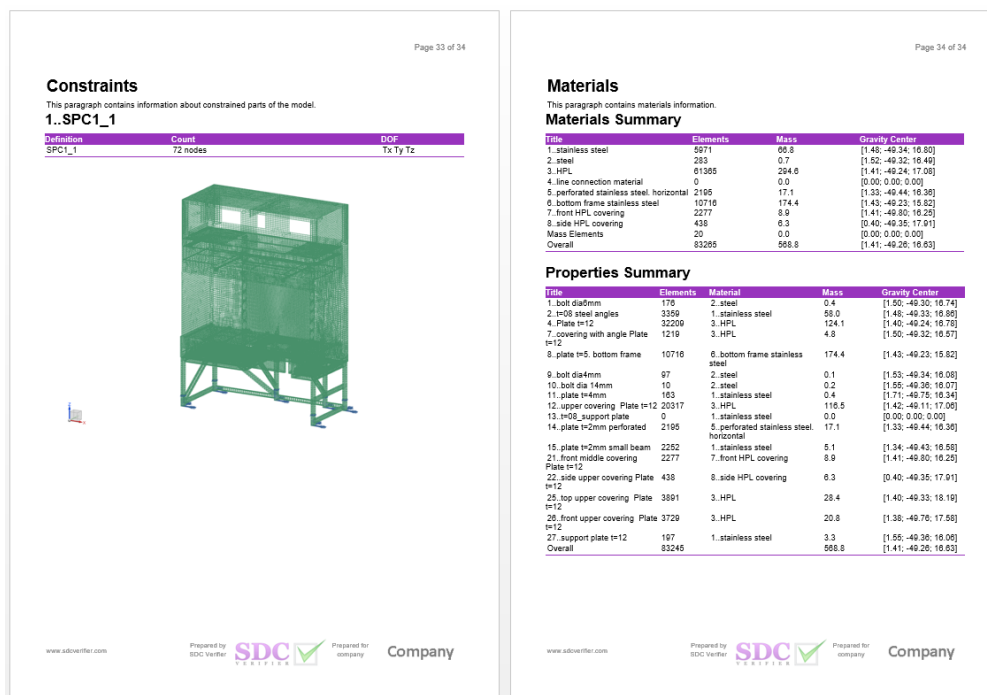 Page 33 of 34
Constraints
This paragraph contains information about constrained parts of the model.
1..SPC1_1
Definition Count DOF
SPC1_1 72 nodes Tx Ty Tz
www.sdcverifier.com
Prepared by
SDC Verifier
SDC
VERIFIER
Prepared for
company
Company
Page 34 of 34
Materials
This paragraph contains materials information.
Materials Summary
Title Elements Mass Gravity Center
1..stainless steel 5971 66.8 [1.48; -49.34; 16.80]
2..steel 283 0.7 [1.52; -49.32; 16.49]
3..HPL 61365 294.6 [1.41; -49.24; 17.08]
4..line connection material 0 0.0 [0.00; 0.00; 0.00]
5..perforated stainless steel. horizontal 2195 17.1 [1.33; -49.44; 16.36]
6..bottom frame stainless steel 10716 174.4 [1.43; -49.23; 15.82]
7..front HPL covering 2277 8.9 [1.41; -49.80; 16.25]
8..side HPL covering 438 6.3 [0.40; -49.35; 17.91]
Mass Elements 20 0.0 [0.00; 0.00; 0.00]
Overall 83265 568.8 [1.41; -49.26; 16.63]
Properties Summary
Title Elements Material Mass Gravity Center
1..bolt dia6mm 176 2..steel 0.4 [1.50; -49.30; 16.74]
2..t=08 steel angles 3359 1..stainless steel 58.0 [1.48; -49.33; 16.86]
4..Plate t=12 32209 3..HPL 124.1 [1.40; -49.24; 16.78]
7..covering with angle Plate 1219 3..HPL 4.8 [1.50; -49.32; 16.57]
t=12
8..plate t=5. bottom frame 10716 6..bottom frame stainless 174.4 [1.43; -49.23; 15.82]
steel
9..bolt dia4mm 97 2..steel 0.1 [1.53; -49.34; 16.08]
10..bolt dia 14mm 10 2..steel 0.2 [1.55; -49.36; 16.07]
11..plate t=4mm 163 1..stainless steel 0.4 [1.71; -49.75; 16.34]
12..upper covering Plate t=12 20317 3..HPL 116.5 [1.42; -49.11; 17.06]
13..t=08_support plate 0 1..stainless steel 0.0 [0.00; 0.00; 0.00]
14..plate t=2mm perforated 2195 5..perforated stainless steel. 17.1 [1.33; -49.44; 16.36]
horizontal
15..plate t=2mm small beam 2252 1..stainless steel 5.1 [1.34; -49.43; 16.58]
21..front middle covering 2277 7..front HPL covering 8.9 [1.41; -49.80; 16.25]
Plate t=12
22..side upper covering Plate 438 8..side HPL covering 6.3 [0.40; -49.35; 17.91]
t=12
25..top upper covering Plate 3891 3..HPL 28.4 [1.40; -49.33; 18.19]
t=12
26..front upper covering Plate 3729 3..HPL 20.8 [1.38; -49.76; 17.58]
t=12
27..support plate t=12 197 1..stainless steel 3.3 [1.55; -49.36; 16.06]
Overall 83245 568.8 [1.41; -49.26; 16.63]
www.sdcverifier.com
Prepared by
SDC Verifier
SDC
VERIFIER
Prepared for
company
Company